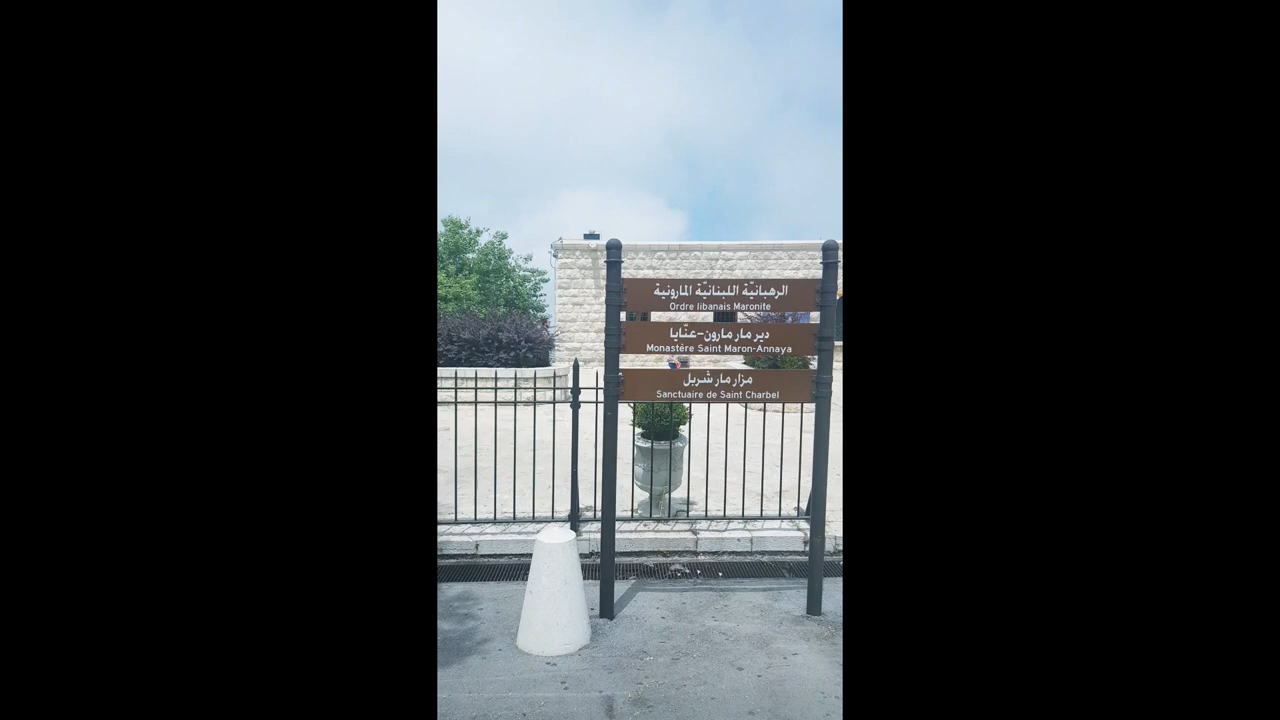 الرهبانيّة اللبنانيّة المارونية
Ordre libanais Maronite
دير مار مارون-عنّايا
Monastère Saint Maron-Annaya
مزار مار شربل
Sanctuaire de Saint Charbel